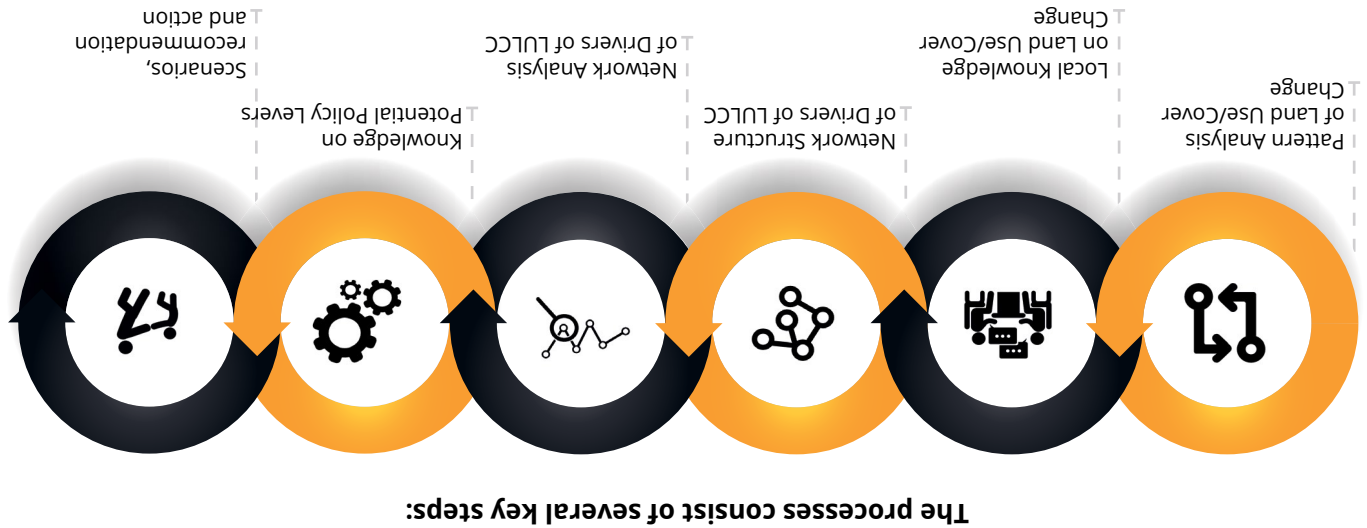 The processes consist of several key steps:
Pattern Analysis
of Land Use/Cover
Change
Local Knowledge
on Land Use/Cover
Change
Network Structure
of Drivers of LULCC
Network Analysis
of Drivers of LULCC
Knowledge on
Potential Policy Levers
Scenarios,
recommendation
and action